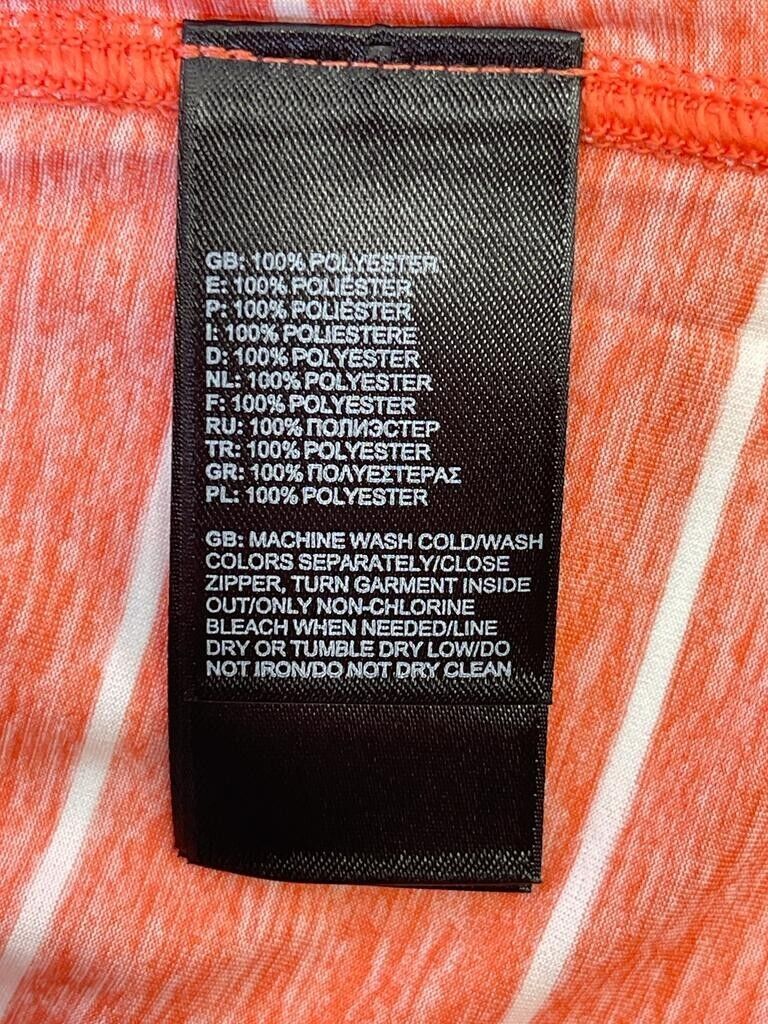 GB: 100% POLYESTER
E: 100% POLIÉSTER
P: 100% POLIÉSTER
I: 100% POLIESTERE
D: 100% POLYESTER
NL: 100% POLYESTER
F: 100% POLYESTER
RU: 100% ПОЛИЭСТЕР
TR: 100% POLYESTER
GR: 100% ΠΟΛΥΕΣΤΕΡΑΣ
PL: 100% POLYESTER
GB: MACHINE WASH COLD/WASH
COLORS SEPARATELY/CLOSE
ZIPPER, TURN GARMENT INSIDE
OUT/ONLY NON-CHLORINE
BLEACH WHEN NEEDED/LINE
DRY OR TUMBLE DRY LOW/DO
NOT IRON/DO NOT DRY CLEAN